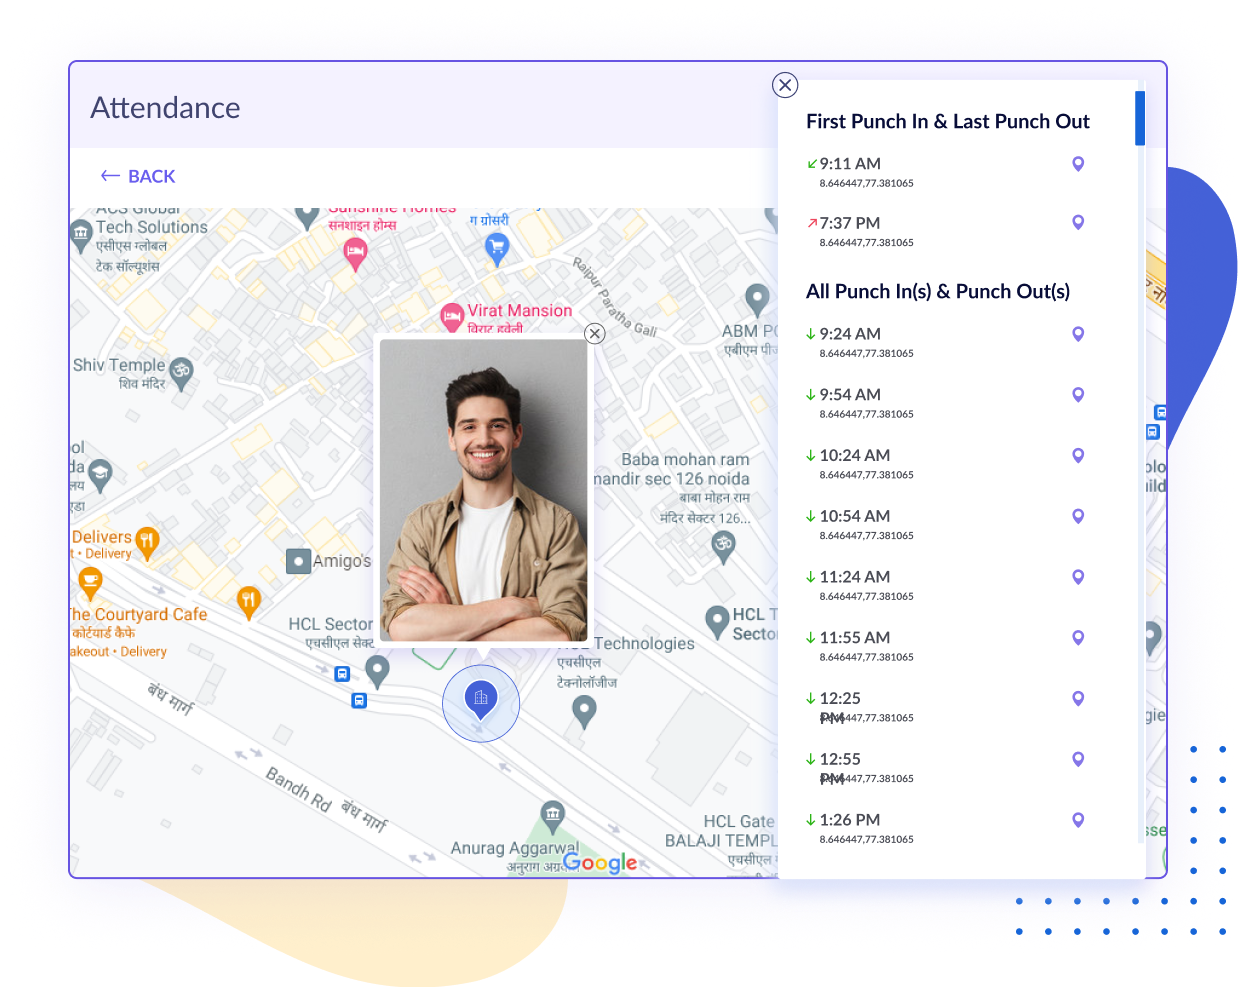 Attendance
BACK
ACS Global
Tech Solutions
एसीएस ग्लोबल
टेक सॉल्यूशंस
Sunshine Homes
सनशाइन होम्स
ग ग्रोसरी
Raipur Paratha Gali
Virat Mansion
विराट हवेली
ABM PC
एबीएम पीज
Shiv Temple
शिव मंदिर
ol
da
लय
एडा
Baba mohan ram
mandir sec 126 noida
बाबा मोहन राम
मंदिर सेक्टर 126...
Delivers
t • Delivery
Amigo's
The Courtyard Cafe
कोर्टयार्ड कैफे
akeout • Delivery
HCL Sector
एचसीएल सेक्ट
HCL T
Secto
HCL Technologies
एचसीएल
टेक्नोलॉजीज
बंध मार्ग
Bandh Rd
बंध मार्ग
HCL Gate
BALAJI TEMPL
एचसीएल
Anurag Aggarwal
अनुराग अग्रव
Google
First Punch In & Last Punch Out
9:11 AM
8.646447,77.381065
7:37 PM
8.646447,77.381065
All Punch In(s) & Punch Out(s)
9:24 AM
8.646447,77.381065
9:54 AM
8.646447,77.381065
10:24 AM
8.646447,77.381065
10:54 AM
8.646447,77.381065
11:24 AM
8.646447,77.381065
11:55 AM
8.646447,77.381065
12:25
PM
8.646447,77.381065
12:55
PM
8.646447,77.381065
1:26 PM
8.646447,77.381065